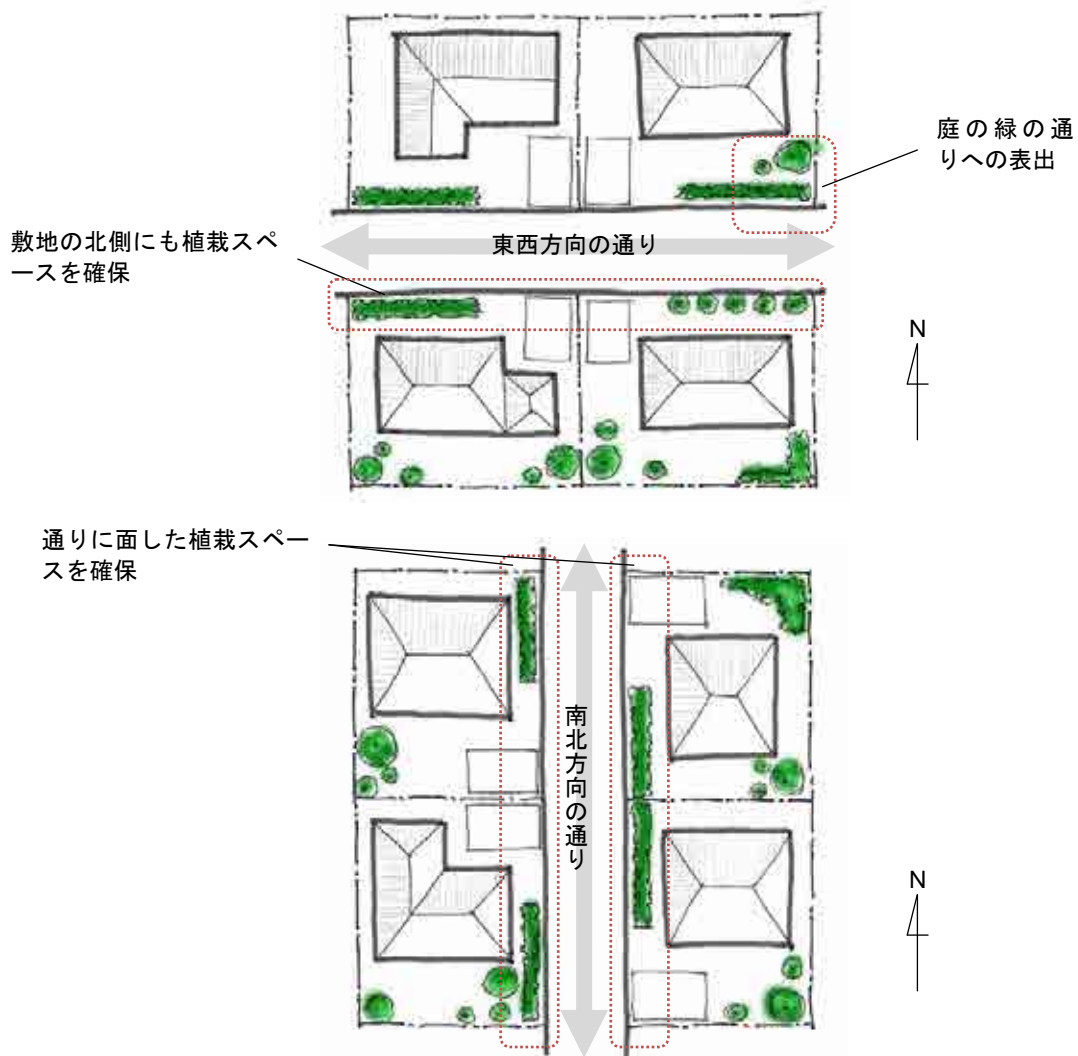 庭の緑の通
りへの表出
敷地の北側にも植栽スペ
ースを確保
東西方向の通り
N
通りに面した植栽スペー
スを確保
南北方向の通り
N